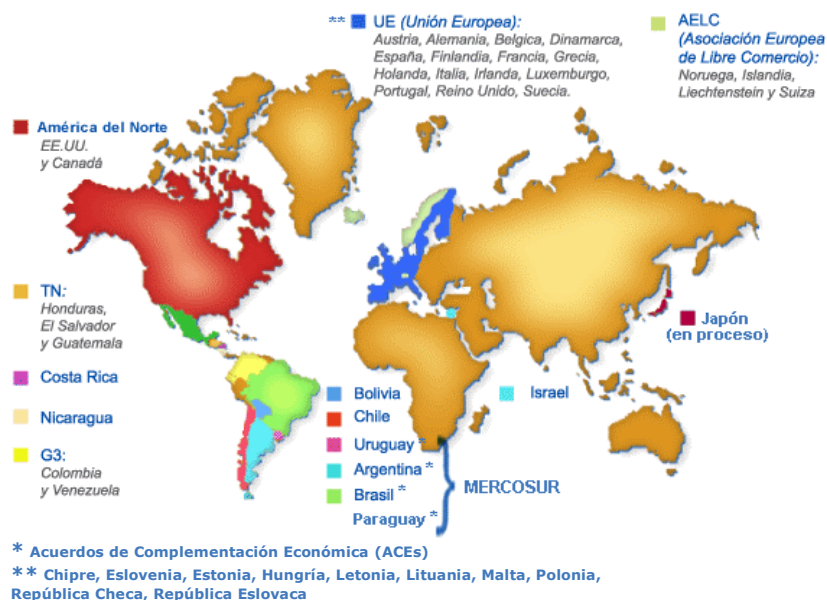 ** UE (Unión Europea):
Austria, Alemania, Belgica, Dinamarca,
España, Finlandia, Francia, Grecia,
Holanda, Italia, Irlanda, Luxemburgo,
Portugal, Reino Unido, Suecia.
AELC
(Asociación Europea
de Libre Comercio):
Noruega, Islandia,
Liechtenstein y Suiza
América del Norte
EE.UU.
y Canadá
TN:
Honduras,
El Salvador
y Guatemala
Japón
(en proceso)
Costa Rica
Nicaragua
G3:
Colombia
y Venezuela
Bolivia
Chile
Uruguay *
Argentina *
Brasil *
Paraguay *
MERCOSUR
Israel
* Acuerdos de Complementación Económica (ACEs)
** Chipre, Eslovenia, Estonia, Hungría, Letonia, Lituania, Malta, Polonia,
República Checa, República Eslovaca